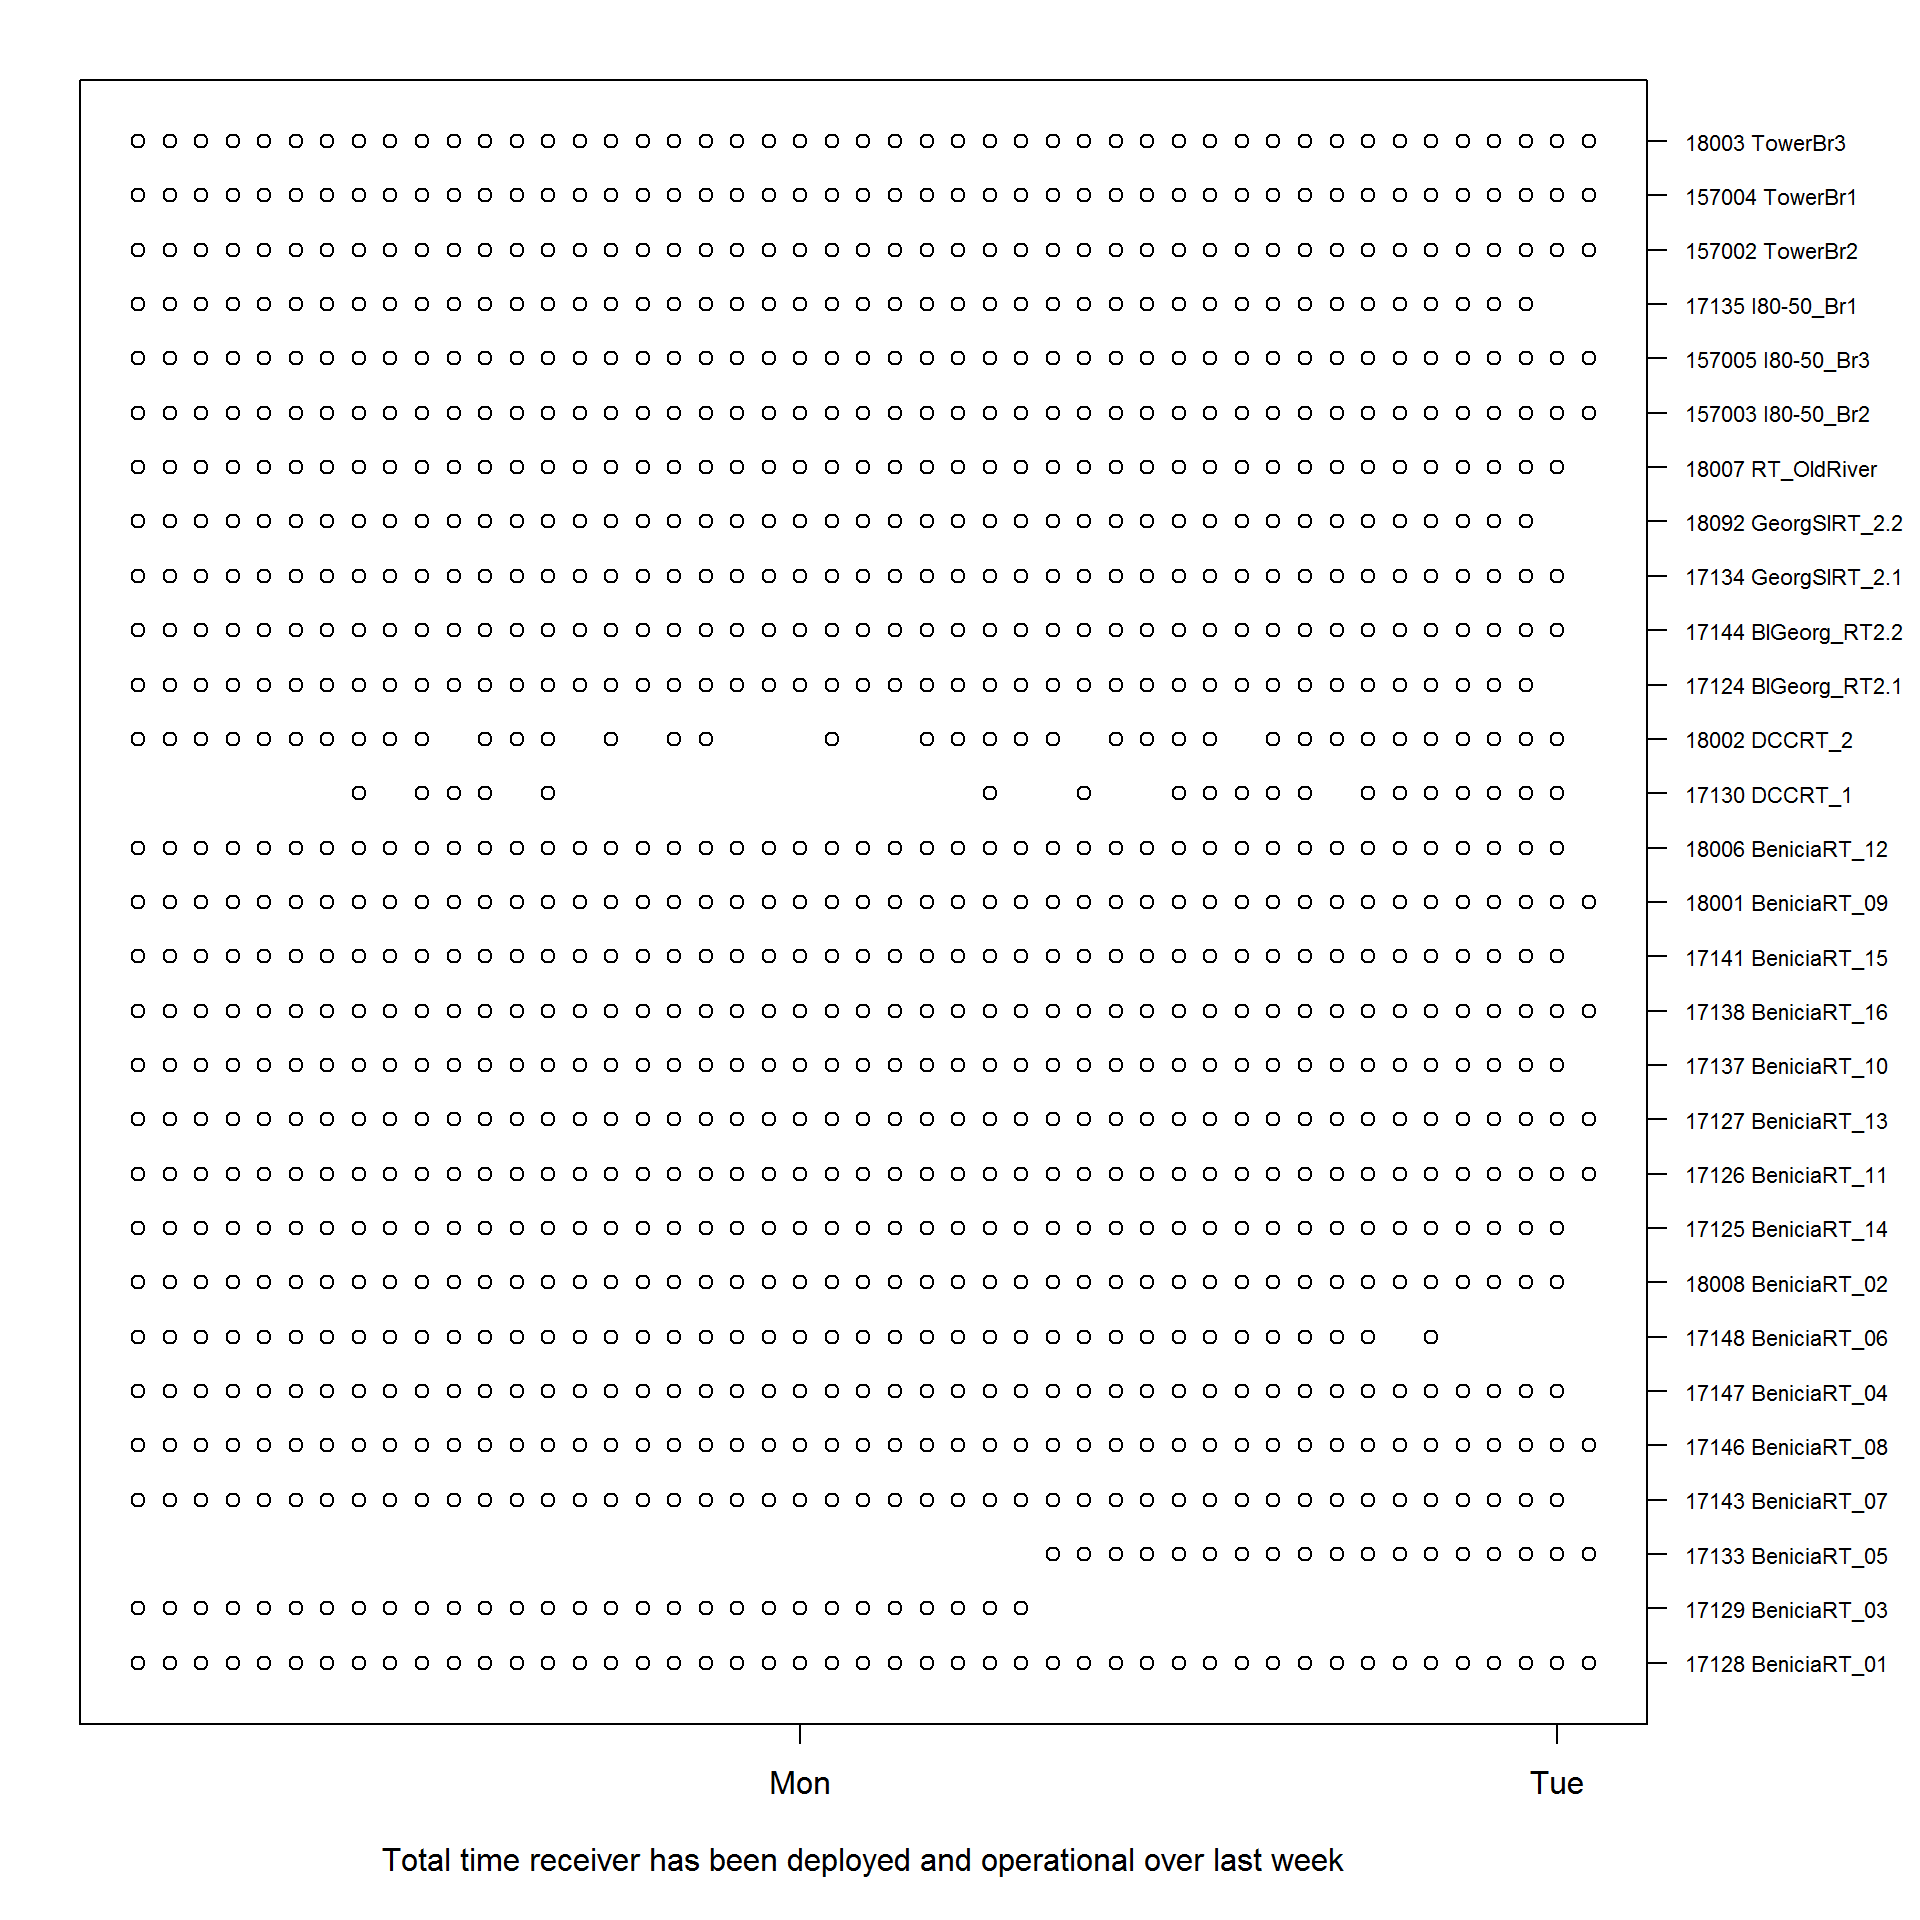 18003 TowerBr3
157004 TowerBr1
157002 TowerBr2
17135 I80-50_Br1
157005 I80-50_Br3
157003 I80-50_Br2
18007 RT_OldRiver
18092 GeorgSlRT_2.2
17134 GeorgSlRT_2.1
17144 BlGeorg_RT2.2
17124 BlGeorg_RT2.1
18002 DCCRT_2
17130 DCCRT_1
18006 BeniciaRT_12
18001 BeniciaRT_09
17141 BeniciaRT_15
17138 BeniciaRT_16
17137 BeniciaRT_10
17127 BeniciaRT_13
17126 BeniciaRT_11
17125 BeniciaRT_14
18008 BeniciaRT_02
17148 BeniciaRT_06
17147 BeniciaRT_04
17146 BeniciaRT_08
17143 BeniciaRT_07
17133 BeniciaRT_05
17129 BeniciaRT_03
17128 BeniciaRT_01
Mon Tue
Total time receiver has been deployed and operational over last week